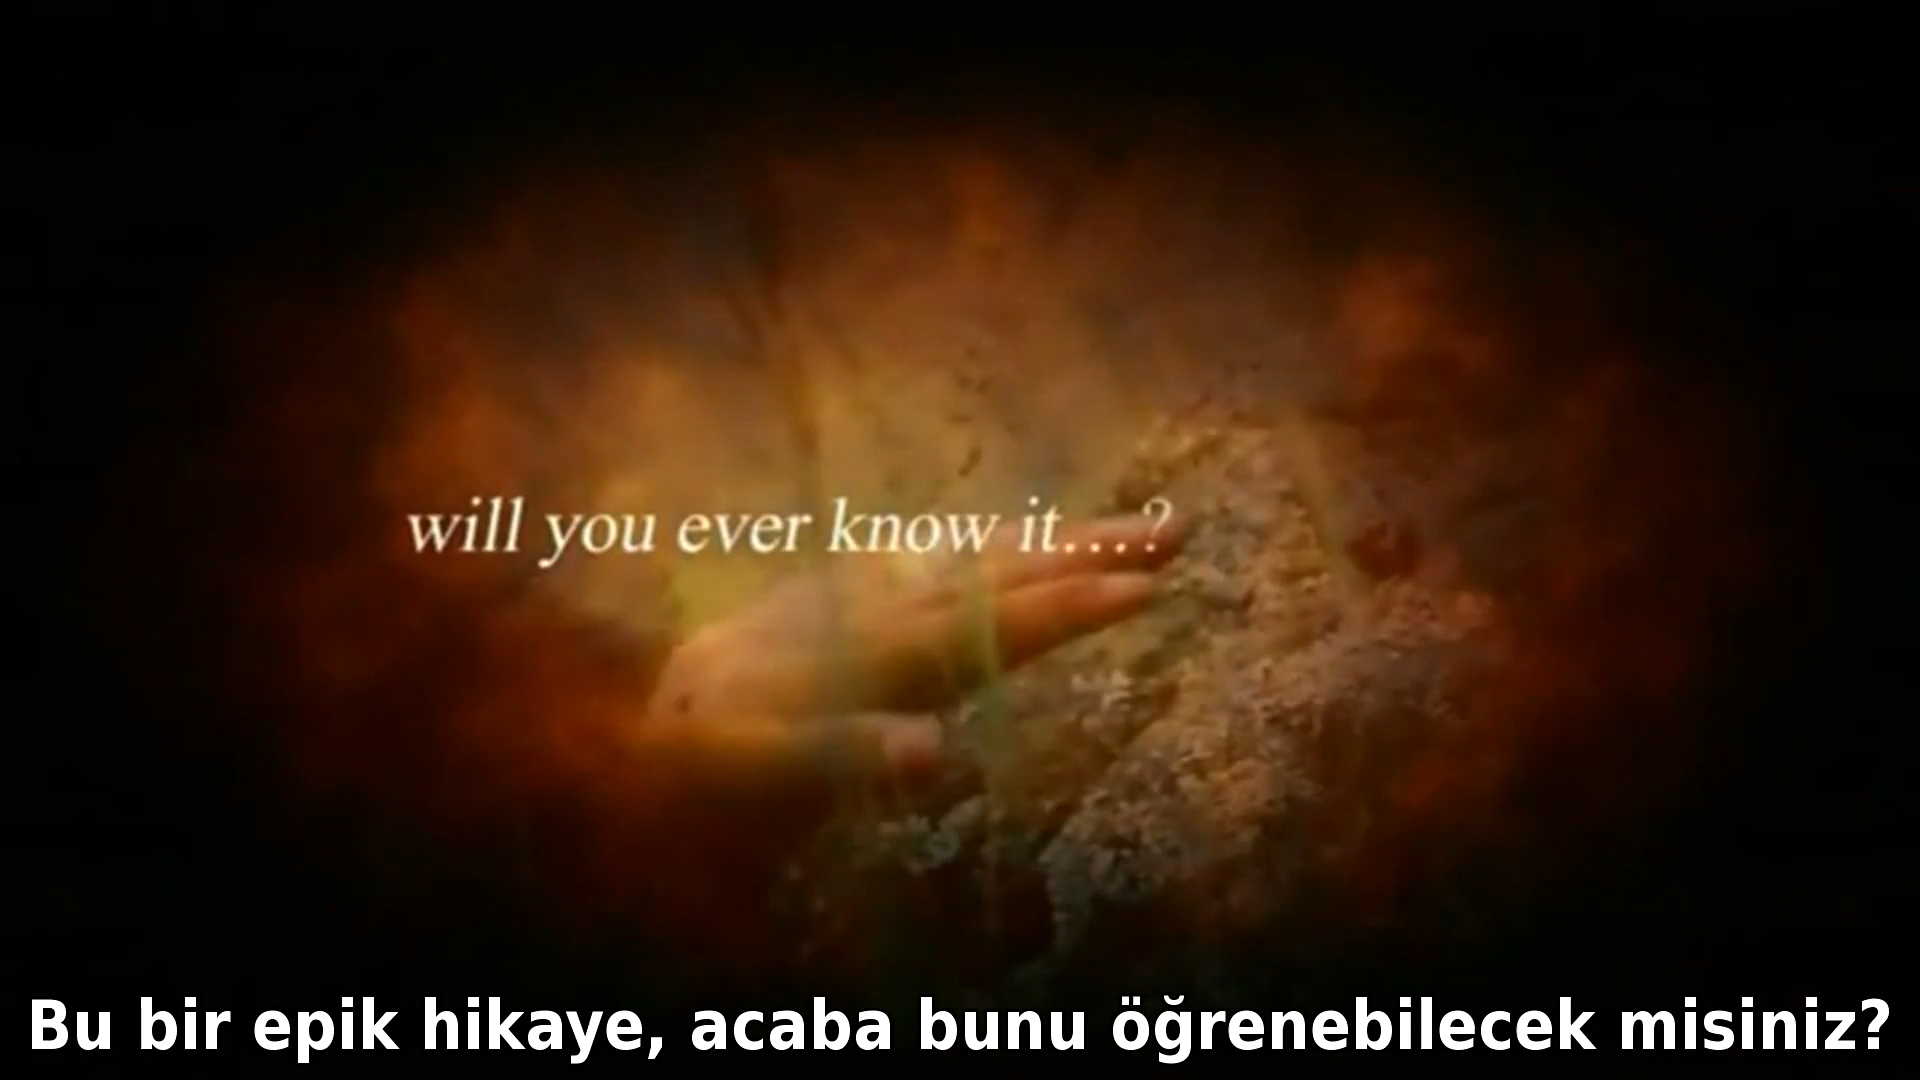 will you ever know it...?
Bu bir epik hikaye, acaba bunu öğrenebilecek misiniz?